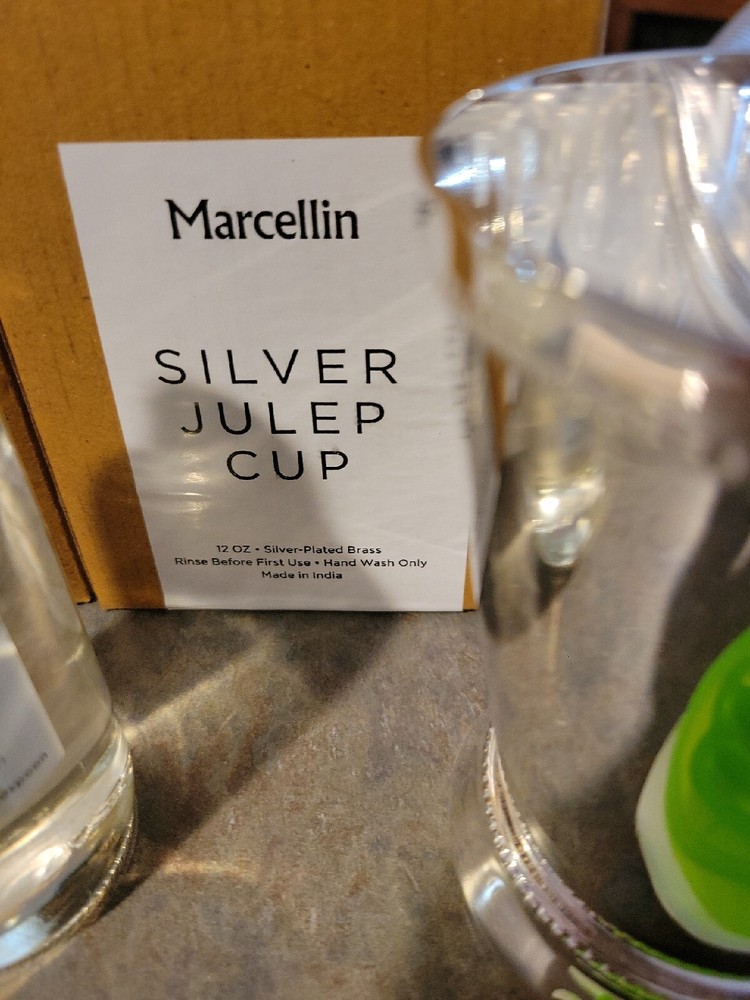 Marcellin
SILVER
JULEP
CUP
12 OZ • Silver-Plated Brass
Rinse Before First Use • Hand Wash Only
Made in India